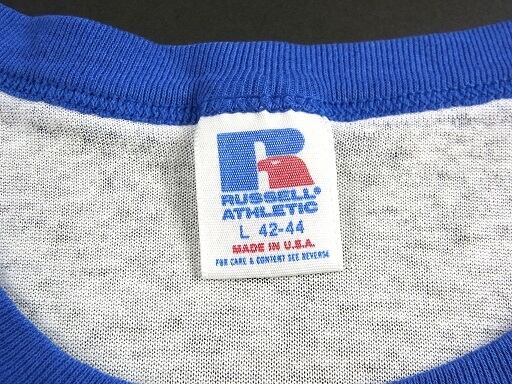 R
RUSSELL®
ATHLETIC
L 42-44
MADE IN U.S.A.
FOR CARE & CONTENT SEE REVERSE